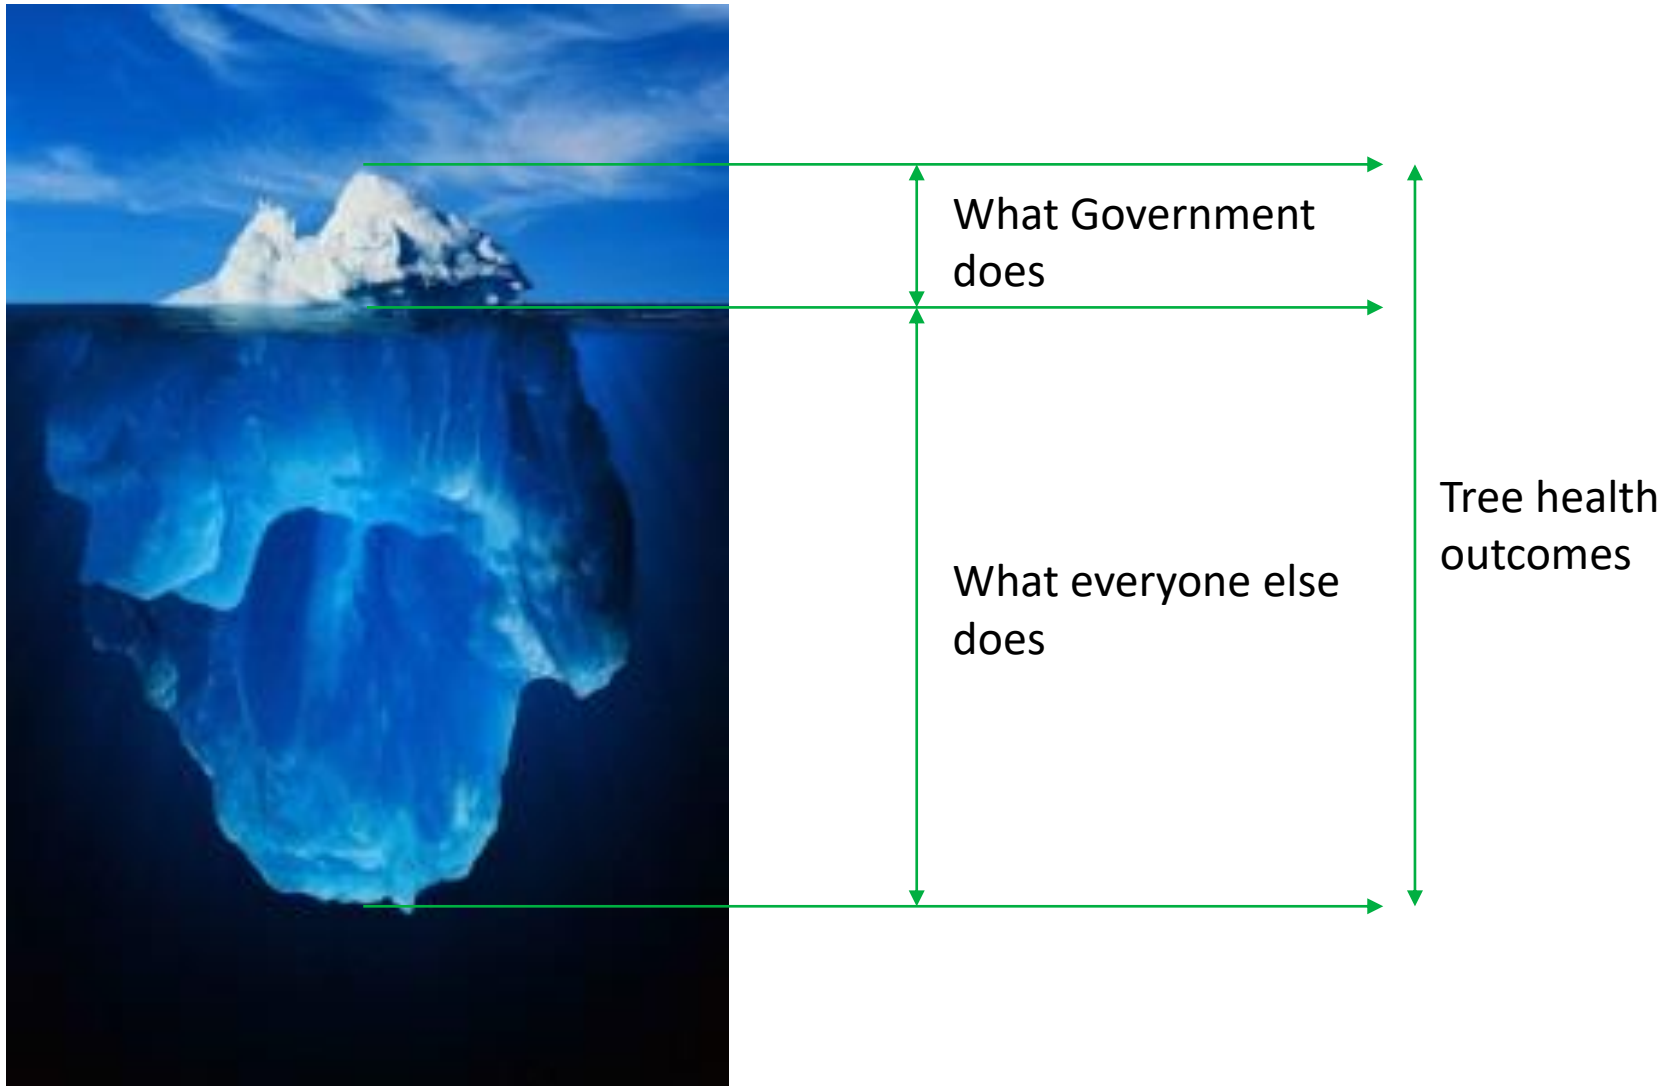 What Government
does
What everyone else
does
Tree health
outcomes